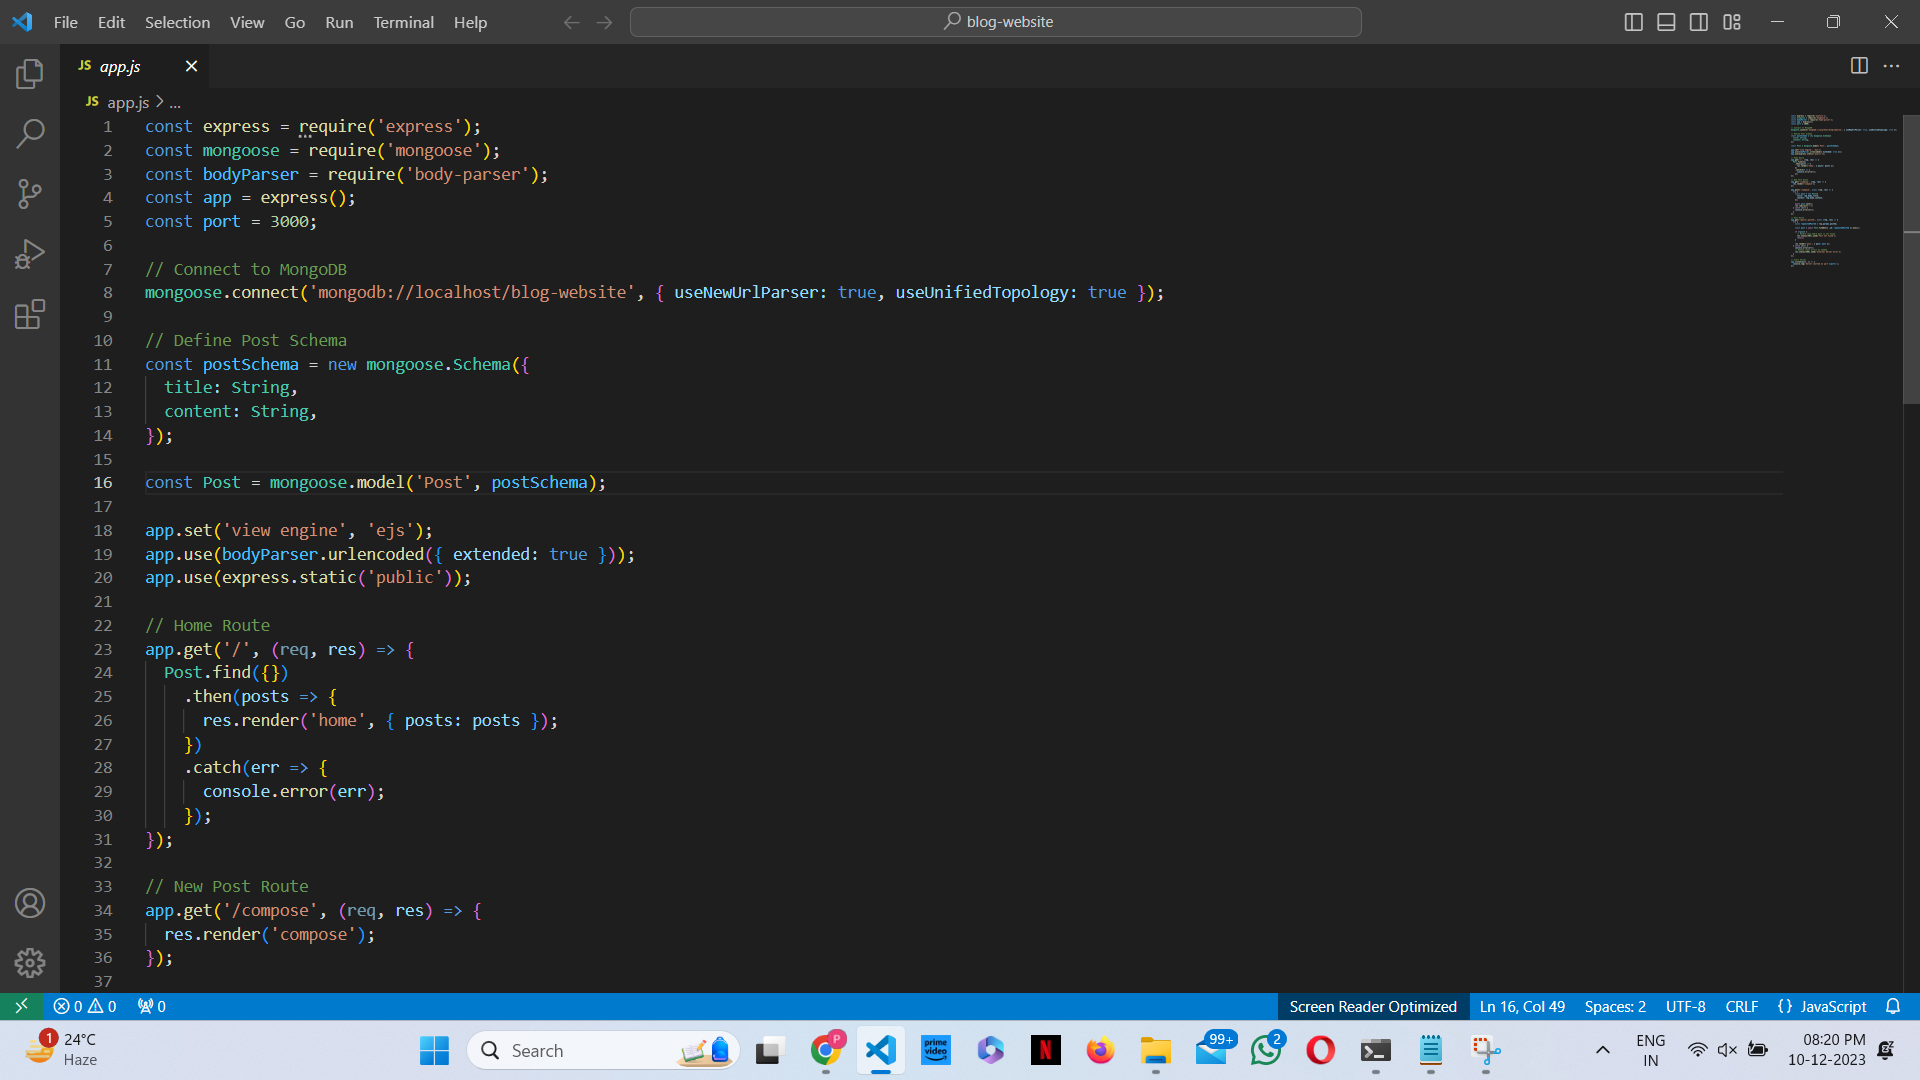 File Edit Selection View Go Run Terminal Help
blog-website
JS app.js
JS app.js > ...
1 const express = require('express');
2 const mongoose = require('mongoose');
3 const bodyParser = require('body-parser');
4 const app = express();
5 const port = 3000;
6
7 // Connect to MongoDB
8 mongoose.connect('mongodb://localhost/blog-website', { useNewUrlParser: true, useUnifiedTopology: true });
9
10 // Define Post Schema
11 const postSchema = new mongoose.Schema({
12   title: String,
13   content: String,
14 });
15
16 const Post = mongoose.model('Post', postSchema);
17
18 app.set('view engine', 'ejs');
19 app.use(bodyParser.urlencoded({ extended: true }));
20 app.use(express.static('public'));
21
22 // Home Route
23 app.get('/', (req, res) => {
24   Post.find({})
25     .then(posts => {
26       res.render('home', { posts: posts });
27     })
28     .catch(err => {
29       console.error(err);
30     });
31 });
32
33 // New Post Route
34 app.get('/compose', (req, res) => {
35   res.render('compose');
36 });
37
0 0 0 Screen Reader Optimized Ln 16, Col 49 Spaces: 2 UTF-8 CRLF {} JavaScript
1 24°C
Haze
Search
P
prime video
N
99+
2
ENG
IN
08:20 PM
10-12-2023